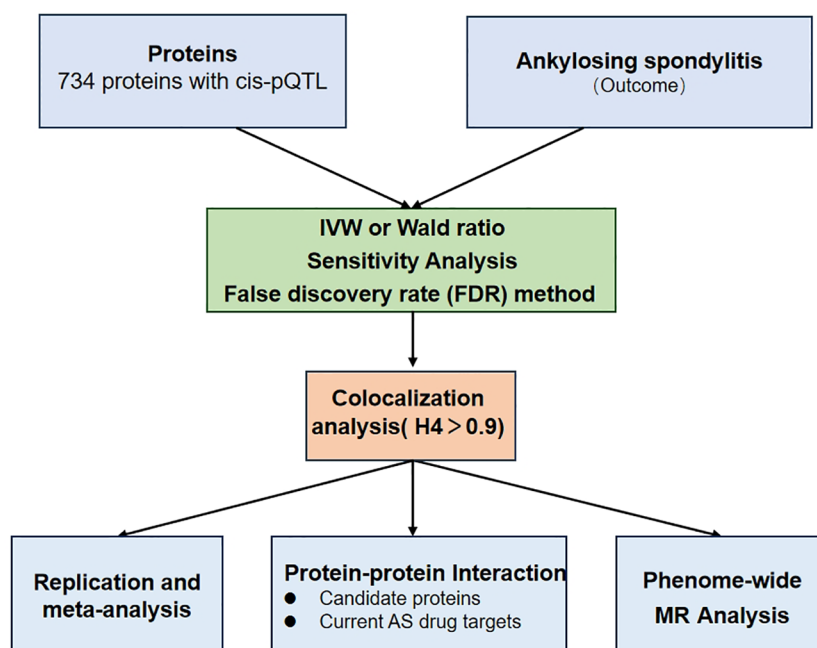 Proteins
734 proteins with cis-pQTL
Ankylosing spondylitis
（Outcome）
IVW or Wald ratio
Sensitivity Analysis
False discovery rate (FDR) method
Colocalization
analysis( H4＞0.9)
Replication and
meta-analysis
Protein-protein Interaction
● Candidate proteins
● Current AS drug targets
Phenome-wide
MR Analysis